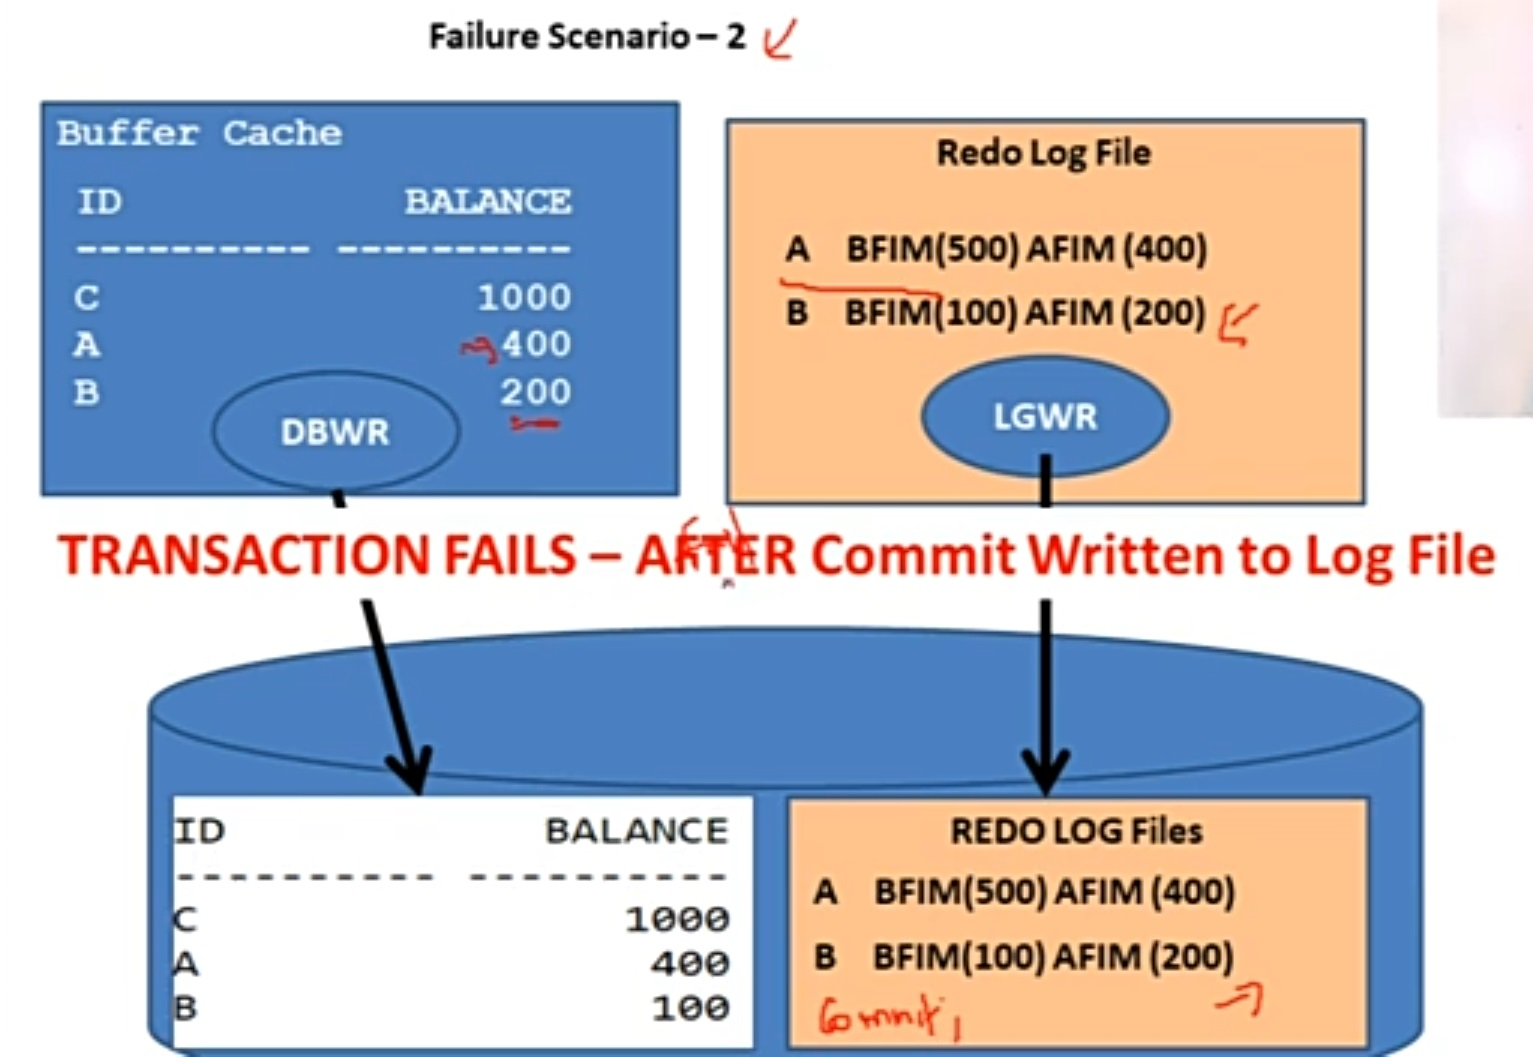 Failure Scenario – 2
Buffer Cache
ID BALANCE
---------- ----------
C 1000
A 400
B 200
DBWR
Redo Log File
A BFIM(500) AFIM (400)
B BFIM(100) AFIM (200)
LGWR
TRANSACTION FAILS – AFTER Commit Written to Log File
ID BALANCE
---------- ----------
C 1000
A 400
B 100
REDO LOG Files
A BFIM(500) AFIM (400)
B BFIM(100) AFIM (200)
Commit;